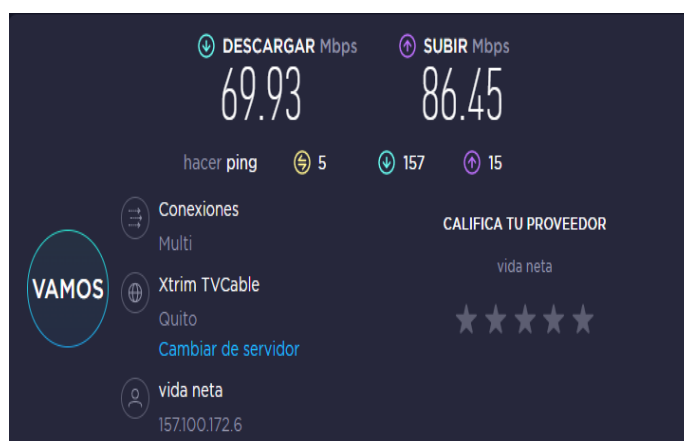 DESCARGAR Mbps
SUBIR Mbps
69.93
86.45
hacer ping 5 157 15
Conexiones
Multi
CALIFICA TU PROVEEDOR
vida neta
VAMOS
Xtrim TVCable
Quito
Cambiar de servidor
vida neta
157.100.172.6